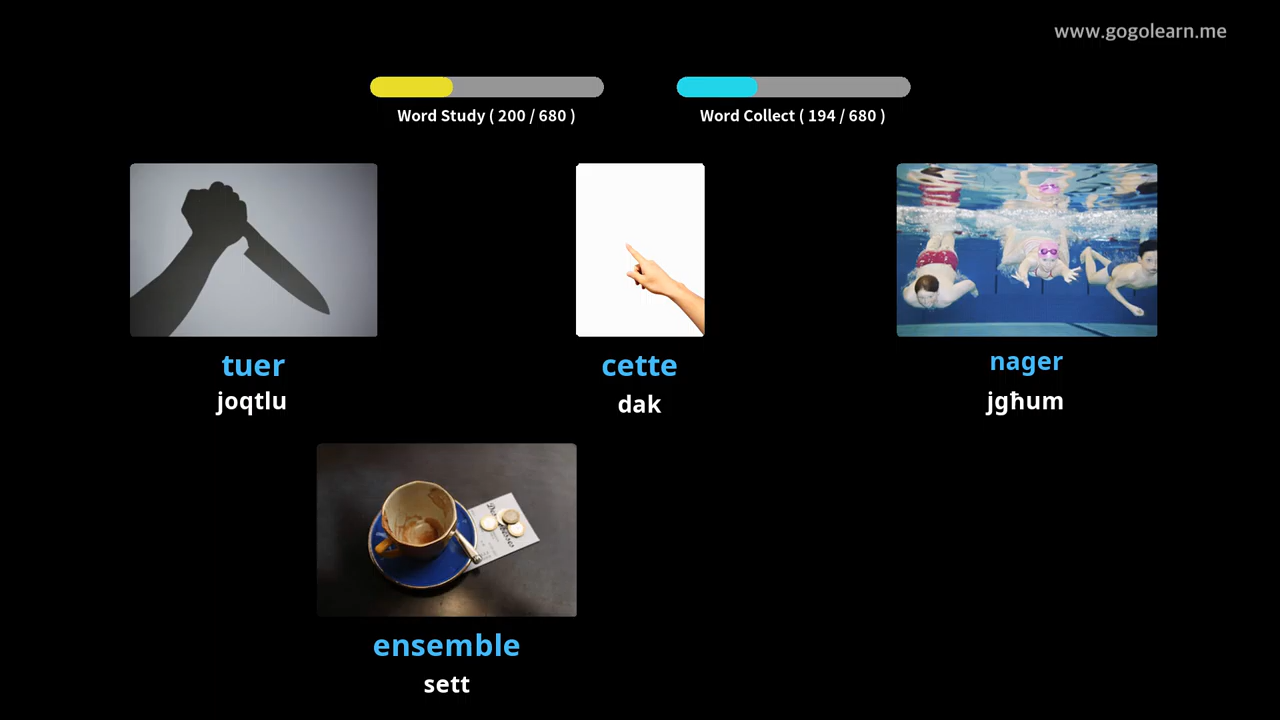 www.gogolearn.me
Word Study ( 200 / 680 )
Word Collect ( 194 / 680 )
tuer
joqtlu
cette
dak
nager
jgħum
ensemble
sett